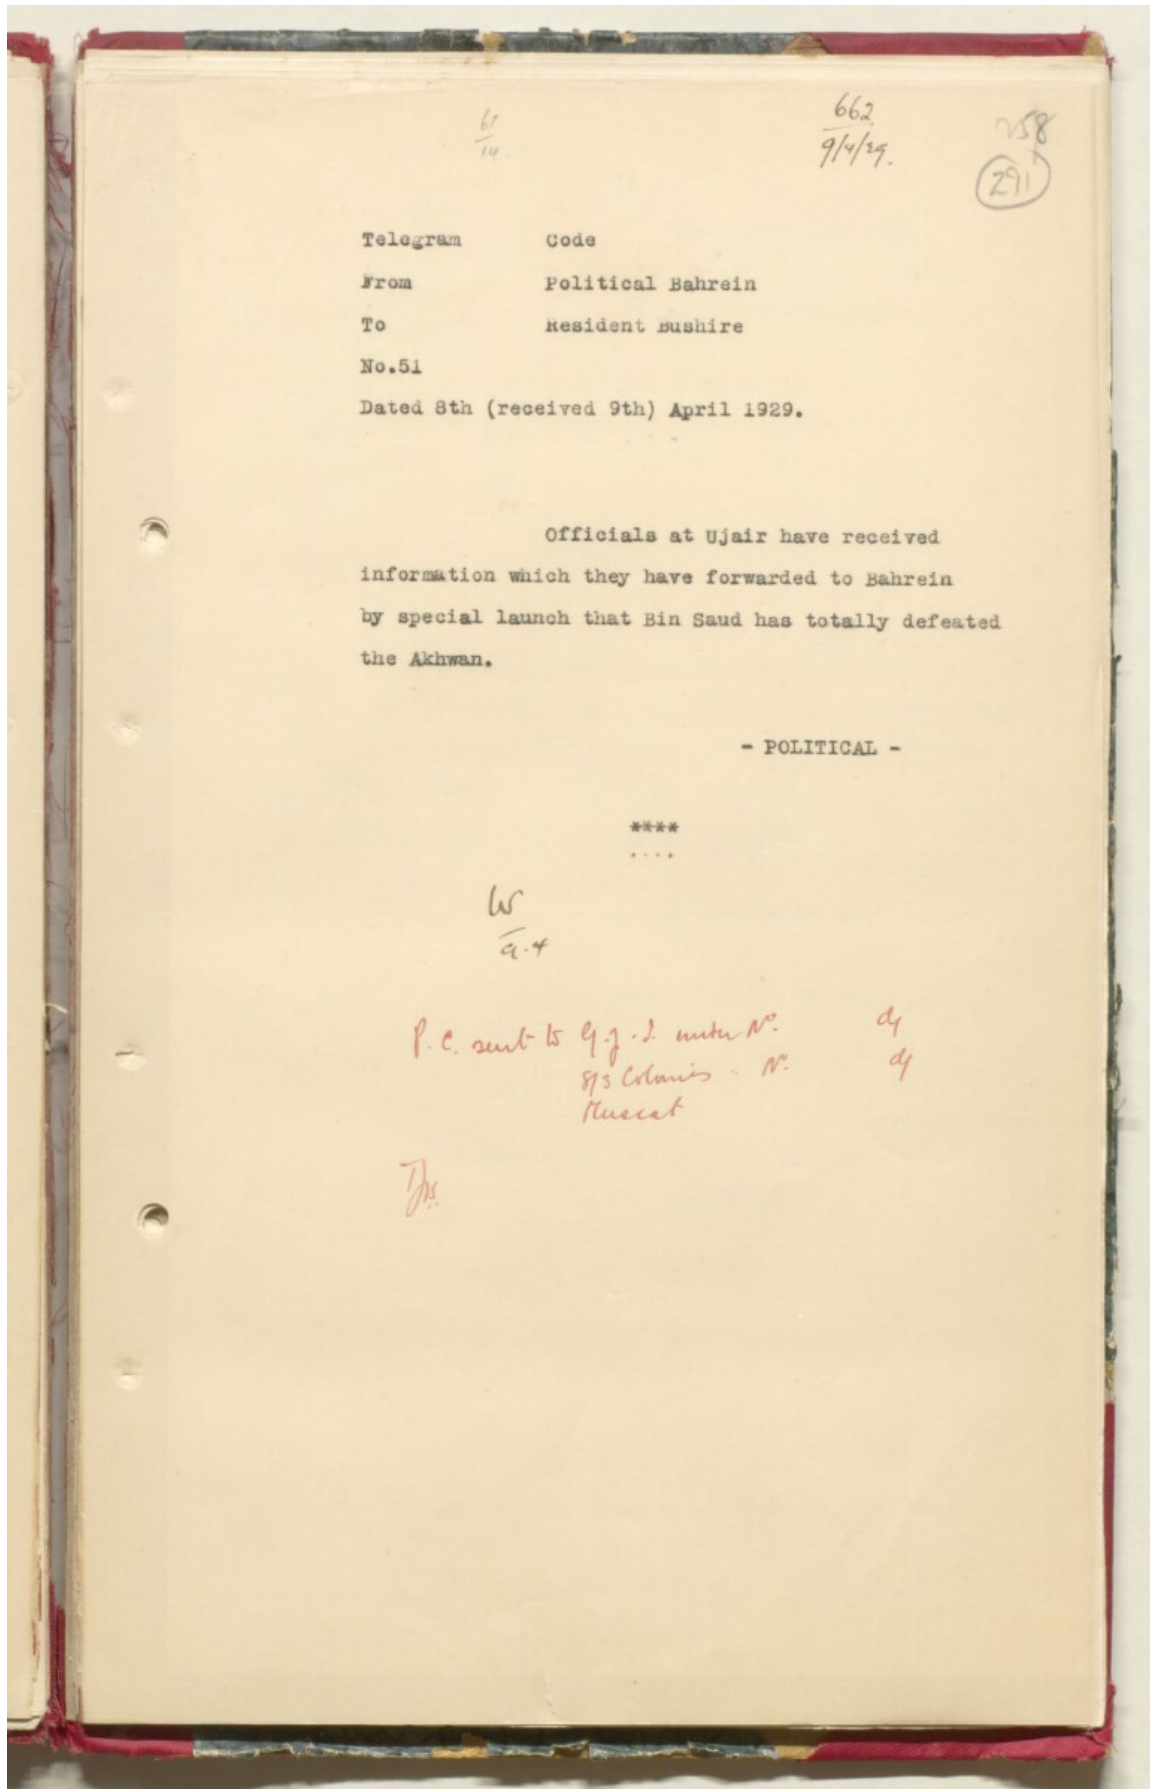 61
14
662
9/4/29.
258
291
Telegram Code
From Political Bahrein
To Resident Bushire
No.51
Dated 8th (received 9th) April 1929.
Officials at Ujair have received
information which they have forwarded to Bahrein
by special launch that Bin Saud has totally defeated
the Akhwan.
- POLITICAL -
****
....
9.4
P.C. sent to G.of.I. under No. of
S/S Colonies " No. of
Muscat